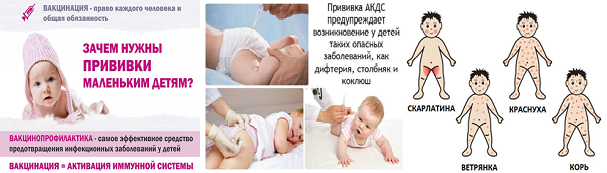 ВАКЦИНАЦИЯ - право каждого человека и
общая обязанность
ЗАЧЕМ НУЖНЫ
ПРИВИВКИ
МАЛЕНЬКИМ ДЕТЯМ?
ВАКЦИНОПРОФИЛАКТИКА - самое эффективное средство
предотвращения инфекционных заболеваний у детей
ВАКЦИНАЦИЯ = АКТИВАЦИЯ ИММУННОЙ СИСТЕМЫ
Прививка АКДС
предупреждает
возникновение у детей
таких опасных
заболеваний, как
дифтерия, столбняк и
коклюш
СКАРЛАТИНА
КРАСНУХА
ВЕТРЯНКА
КОРЬ